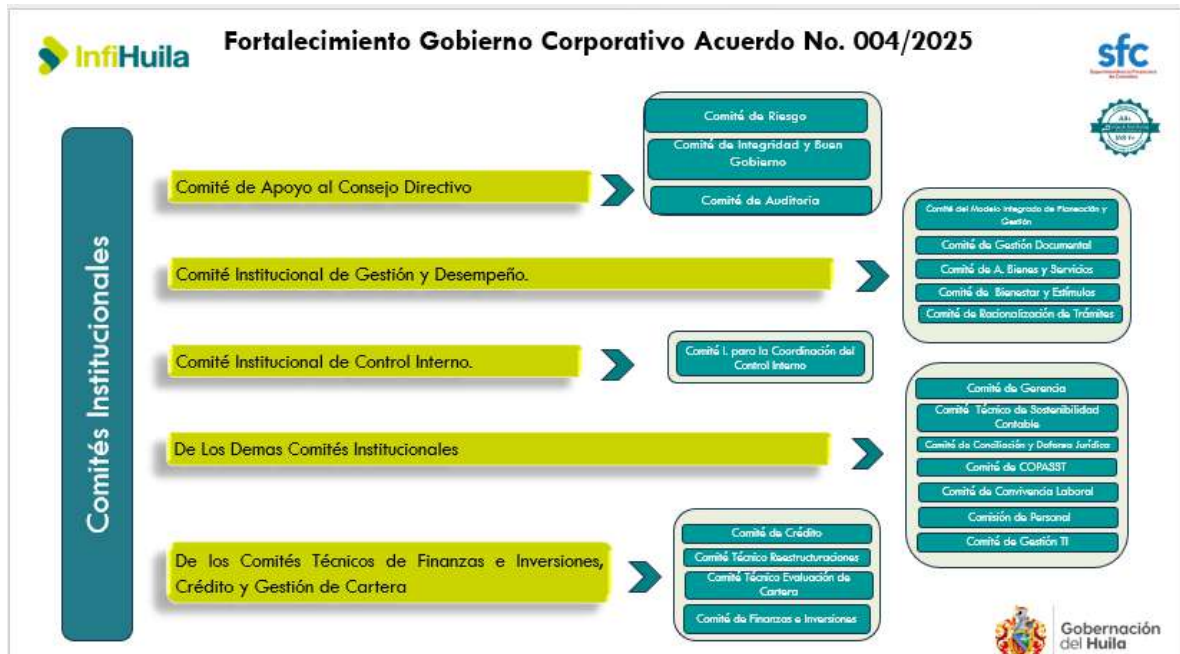 InfiHuila
Fortalecimiento Gobierno Corporativo Acuerdo No. 004/2025
sfc
Superintendencia Financiera
de Colombia
Comités Institucionales
Comité de Apoyo al Consejo Directivo
Comité de Riesgo
Comité de Integridad y Buen
Gobierno
Comité de Auditoria
Comité Institucional de Gestión y Desempeño.
Comité del Modelo Integrado de Planeación y
Gestión
Comité de Gestión Documental
Comité de A. Bienes y Servicios
Comité de Bienestar y Estímulos
Comité de Racionalización de Trámites
Comité Institucional de Control Interno.
Comité I. para la Coordinación del
Control Interno
De Los Demas Comités Institucionales
Comité de Gerencia
Comité Técnico de Sostenibilidad
Contable
Comité de Conciliación y Defensa Jurídica
Comité de COPASST
Comité de Convivencia Laboral
Comisión de Personal
Comité de Gestión TI
De los Comités Técnicos de Finanzas e Inversiones,
Crédito y Gestión de Cartera
Comité de Crédito
Comité Técnico Reestructuraciones
Comité Técnico Evaluación de
Cartera
Comité de Finanzas e Inversiones
Gobernación
del Huila